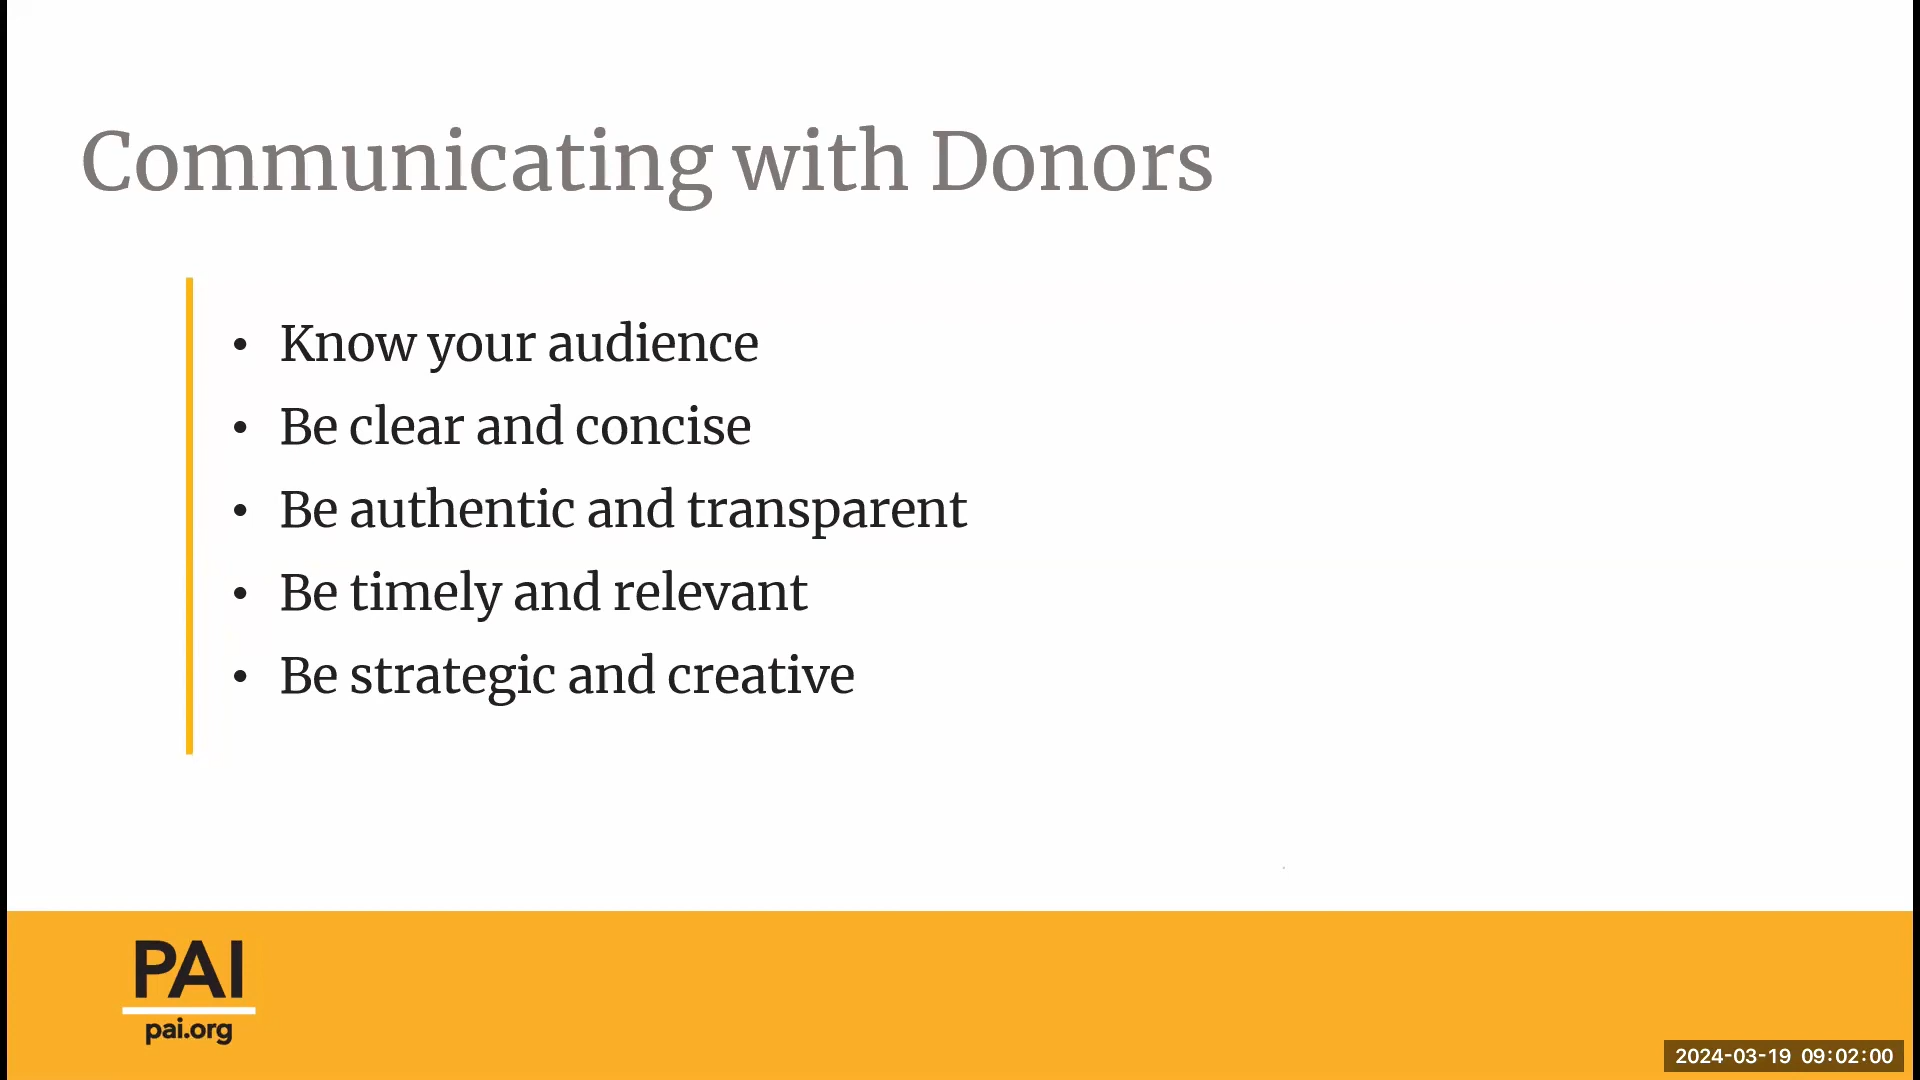 Communicating with Donors
• Know your audience
• Be clear and concise
• Be authentic and transparent
• Be timely and relevant
• Be strategic and creative
PAI
pai.org
2024-03-19 09:02:00